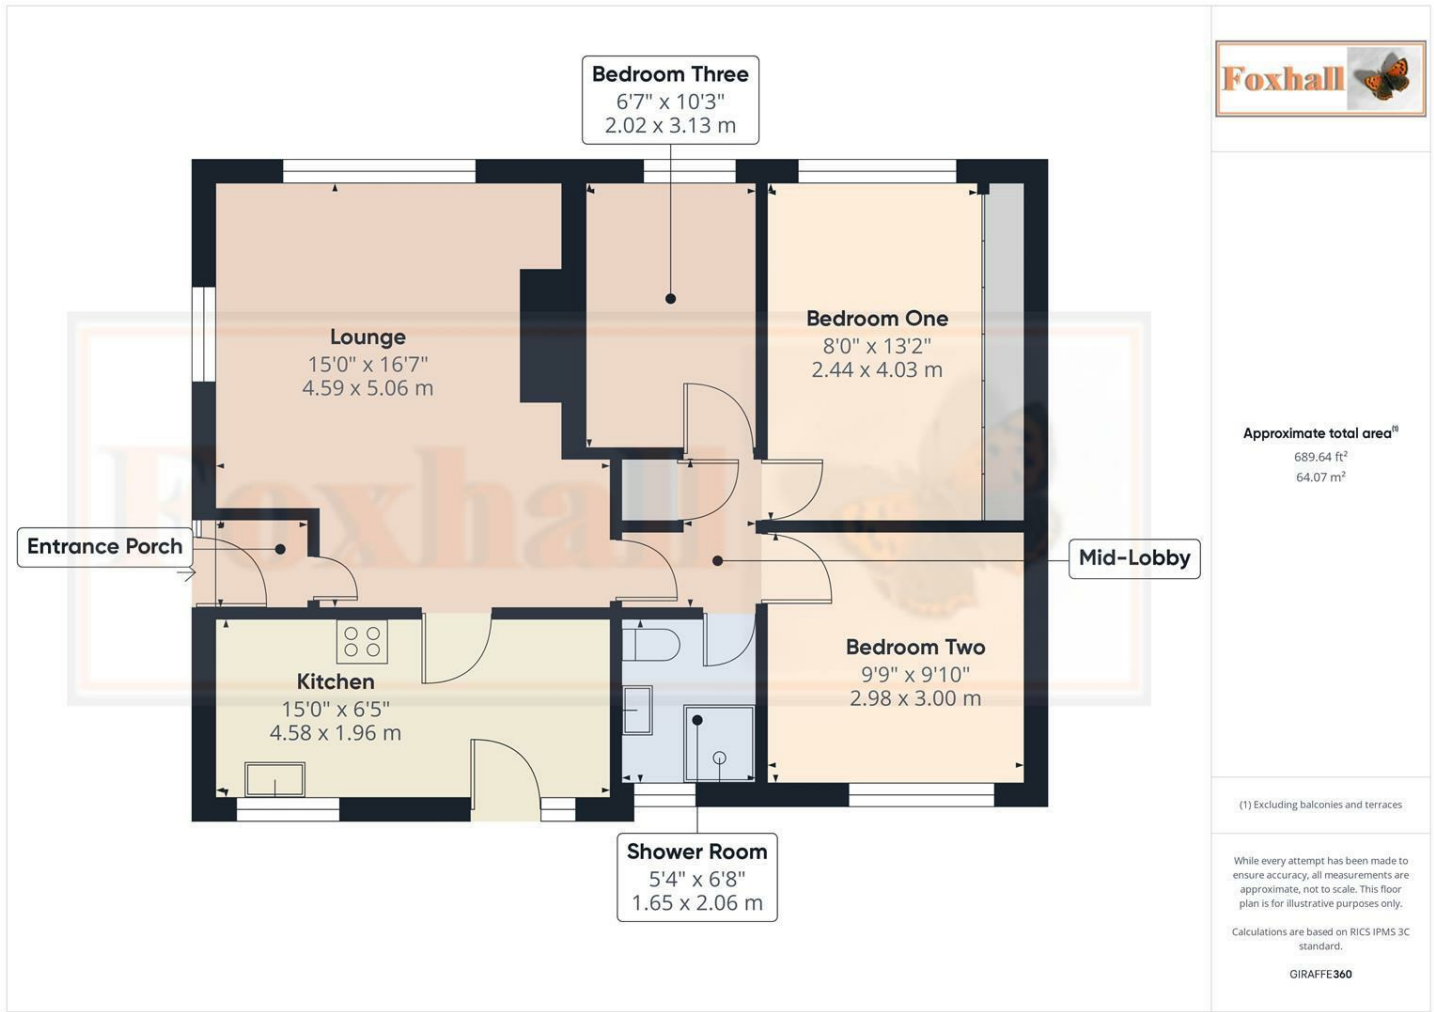 Bedroom Three
6'7" x 10'3"
2.02 x 3.13 m
Foxhall
Lounge
15'0" x 16'7"
4.59 x 5.06 m
Bedroom One
8'0" x 13'2"
2.44 x 4.03 m
Approximate total area(1)
689.64 ft²
64.07 m²
Foxhall
Entrance Porch
Mid-Lobby
Kitchen
15'0" x 6'5"
4.58 x 1.96 m
Bedroom Two
9'9" x 9'10"
2.98 x 3.00 m
Shower Room
5'4" x 6'8"
1.65 x 2.06 m
(1) Excluding balconies and terraces
While every attempt has been made to
ensure accuracy, all measurements are
approximate, not to scale. This floor
plan is for illustrative purposes only.
Calculations are based on RICS IPMS 3C
standard.
GIRAFFE360